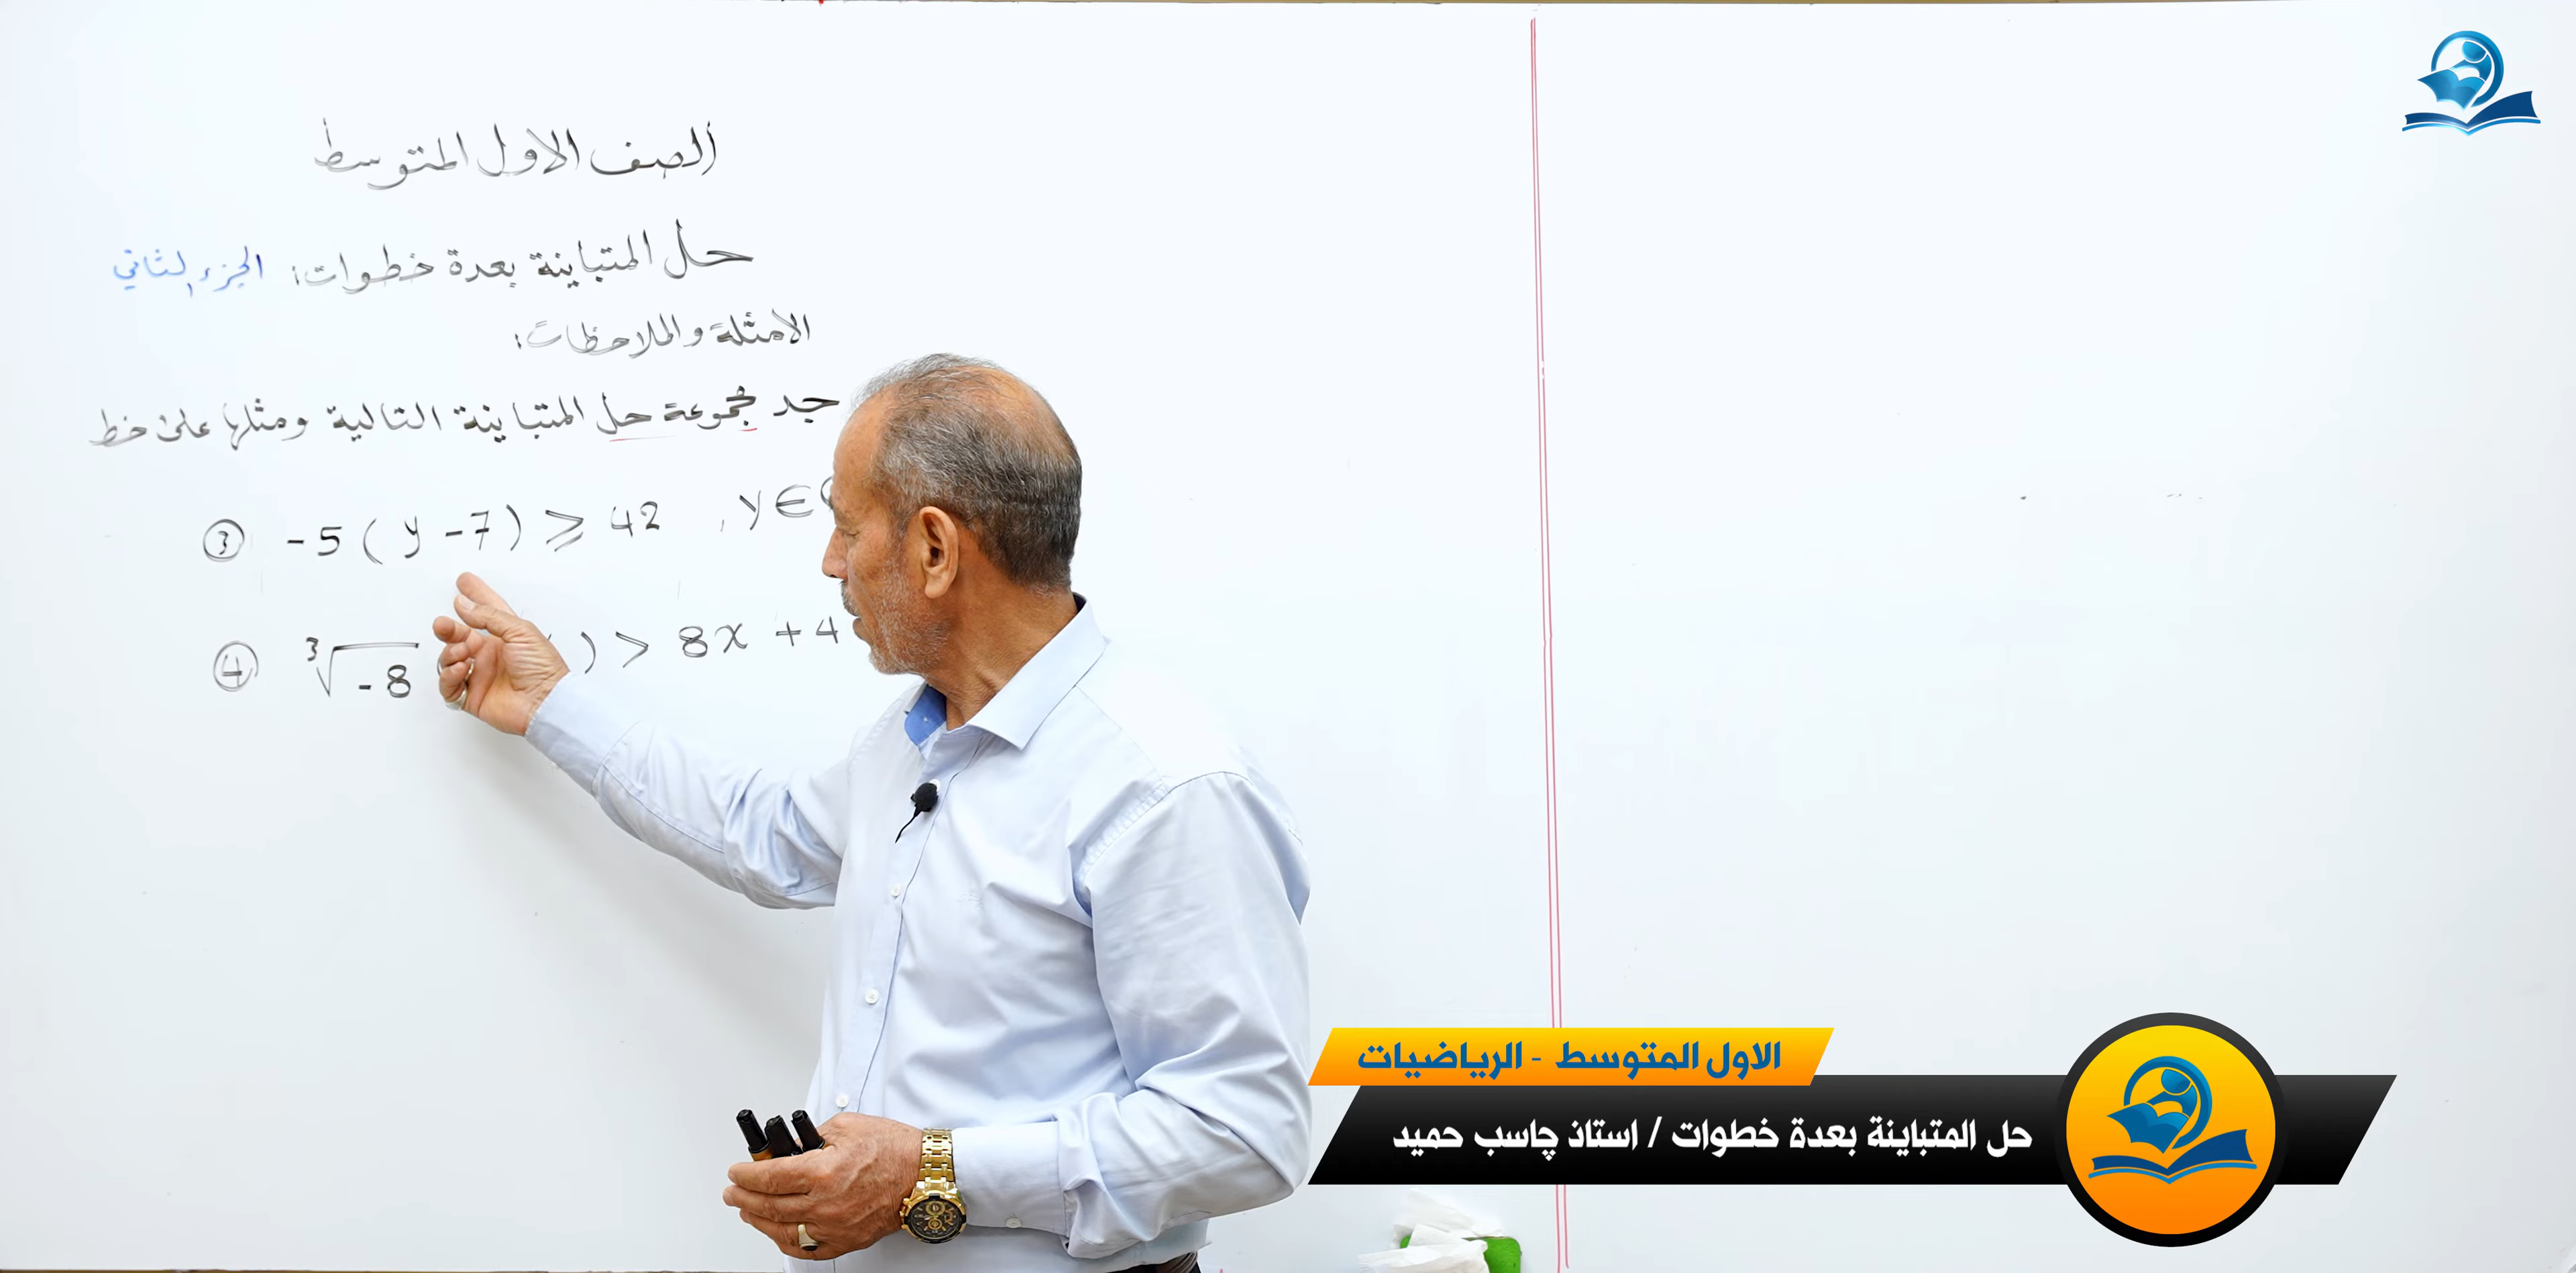 الصف الاول المتوسط
حل المتباينة بعدة خطوات: الجزء الثاني
الامثلة والملاحظات:
جد مجموعة حل المتباينة التالية ومثلها على خط
③ -5 ( y - 7 ) ≥ 42 , y ∈
④ ∛-8 ) > 8x + 4
الاول المتوسط - الرياضيات
حل المتباينة بعدة خطوات / استاذ چاسب حميد